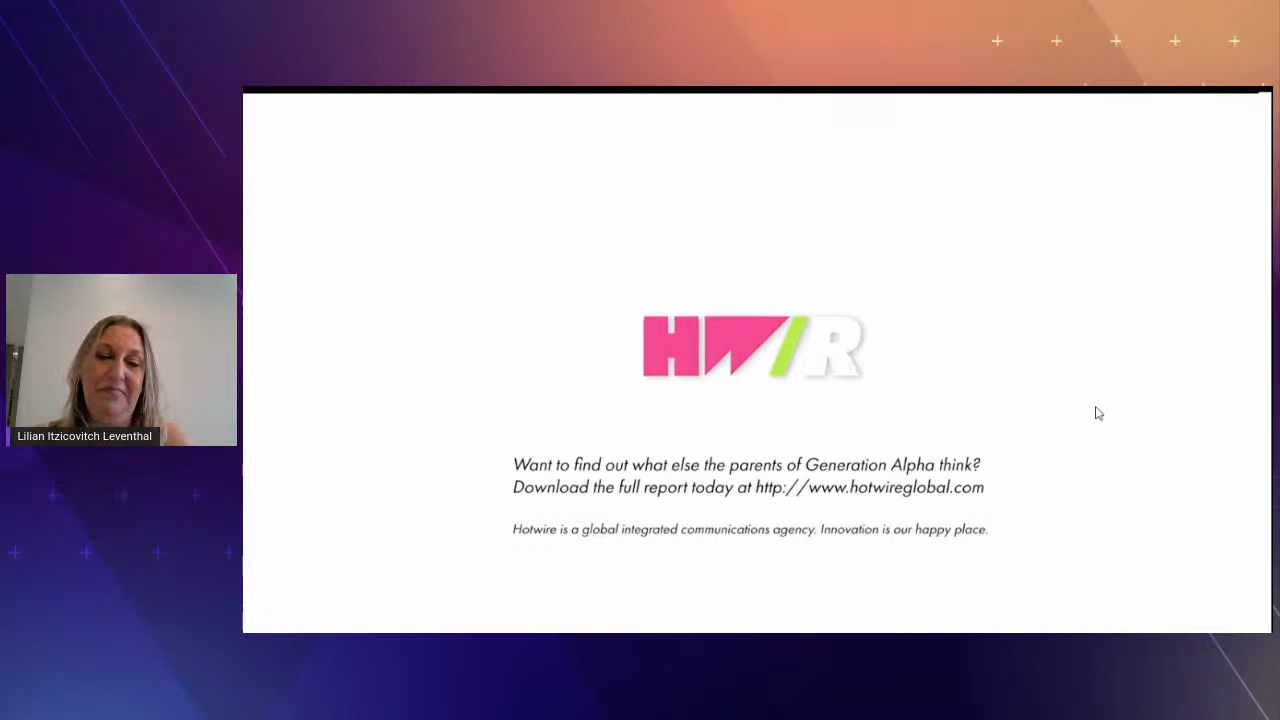 HW/R
Want to find out what else the parents of Generation Alpha think?
Download the full report today at http://www.hotwireglobal.com
Hotwire is a global integrated communications agency. Innovation is our happy place.
Lilian Itzicovitch Leventhal